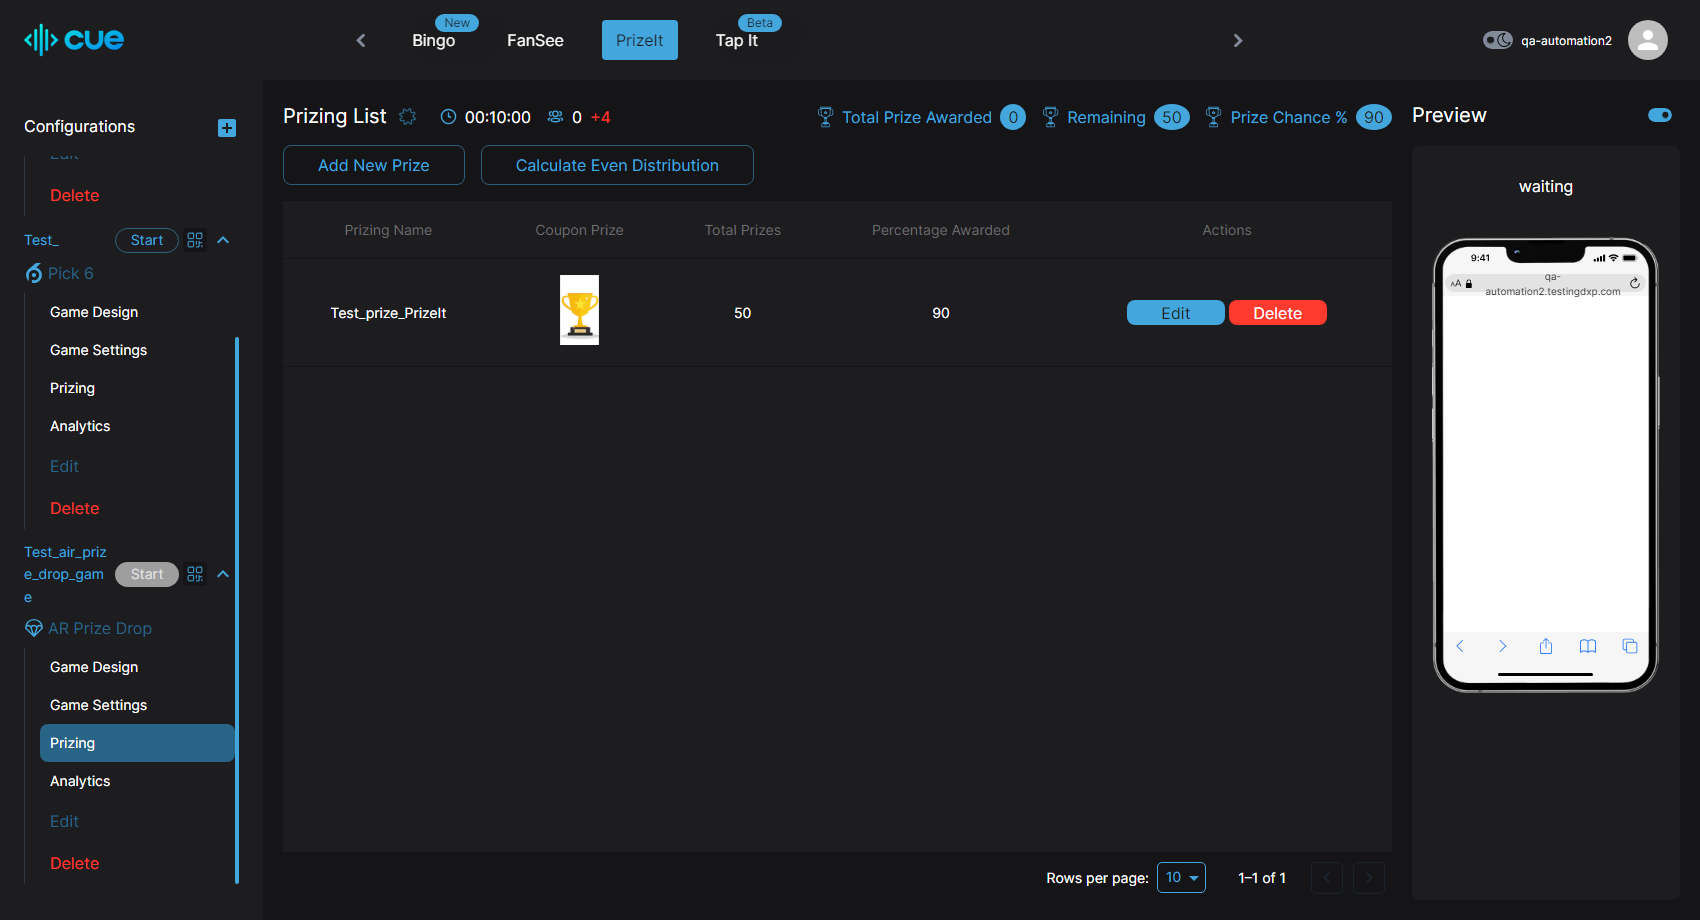 cue
New
Bingo
FanSee
PrizeIt
Beta
Tap It
qa-automation2
Configurations
Edit
Delete
Test_
Start
Pick 6
Game Design
Game Settings
Prizing
Analytics
Edit
Delete
Test_air_priz
e_drop_gam
e
Start
AR Prize Drop
Game Design
Game Settings
Prizing
Analytics
Edit
Delete
Prizing List
00:10:00
0 +4
Total Prize Awarded 0
Remaining 50
Prize Chance % 90
Add New Prize
Calculate Even Distribution
Prizing Name
Coupon Prize
Total Prizes
Percentage Awarded
Actions
Test_prize_PrizeIt
50
90
Edit
Delete
Rows per page:
10
1–1 of 1
Preview
waiting
9:41
AA
qa-
automation2.testingdxp.com